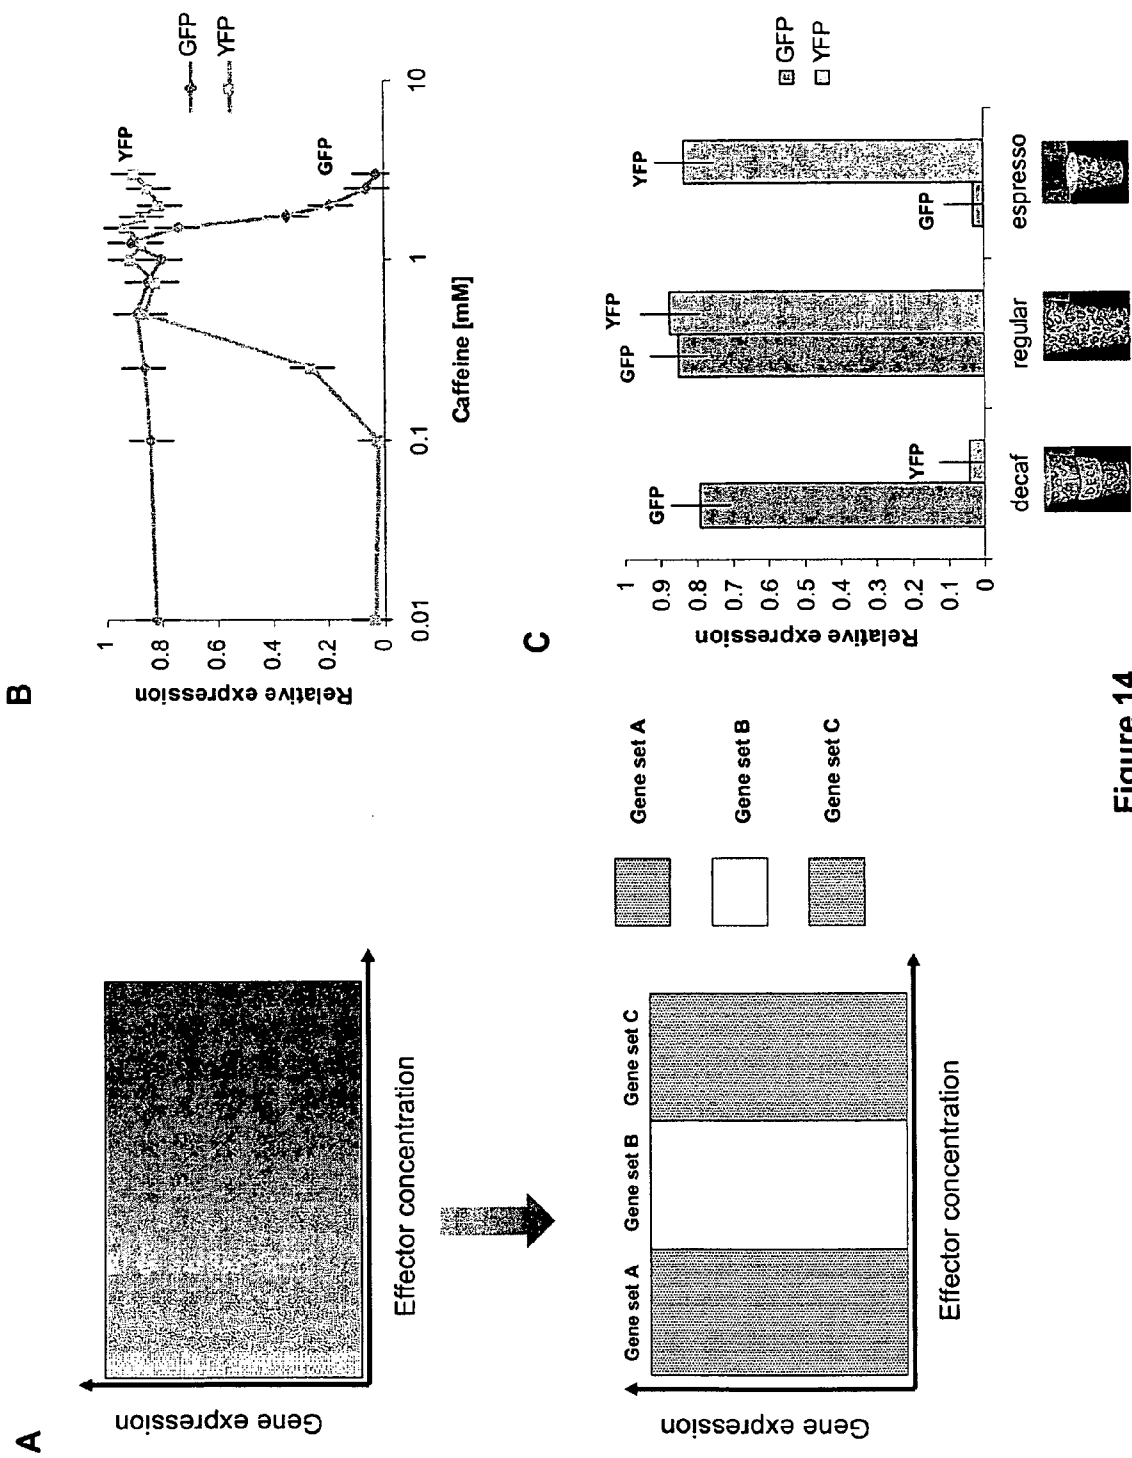 A
Gene expression
Effector concentration
Gene set A Gene set B Gene set C
Gene expression
Effector concentration
Gene set A
Gene set B
Gene set C
B
Relative expression
1
0.8
0.6
0.4
0.2
0
0.01 0.1 1 10
Caffeine [mM]
YFP
GFP
GFP
YFP
C
Relative expression
1
0.9
0.8
0.7
0.6
0.5
0.4
0.3
0.2
0.1
0
GFP
YFP
GFP
YFP
GFP
YFP
decaf regular espresso
GFP
YFP
Figure 14